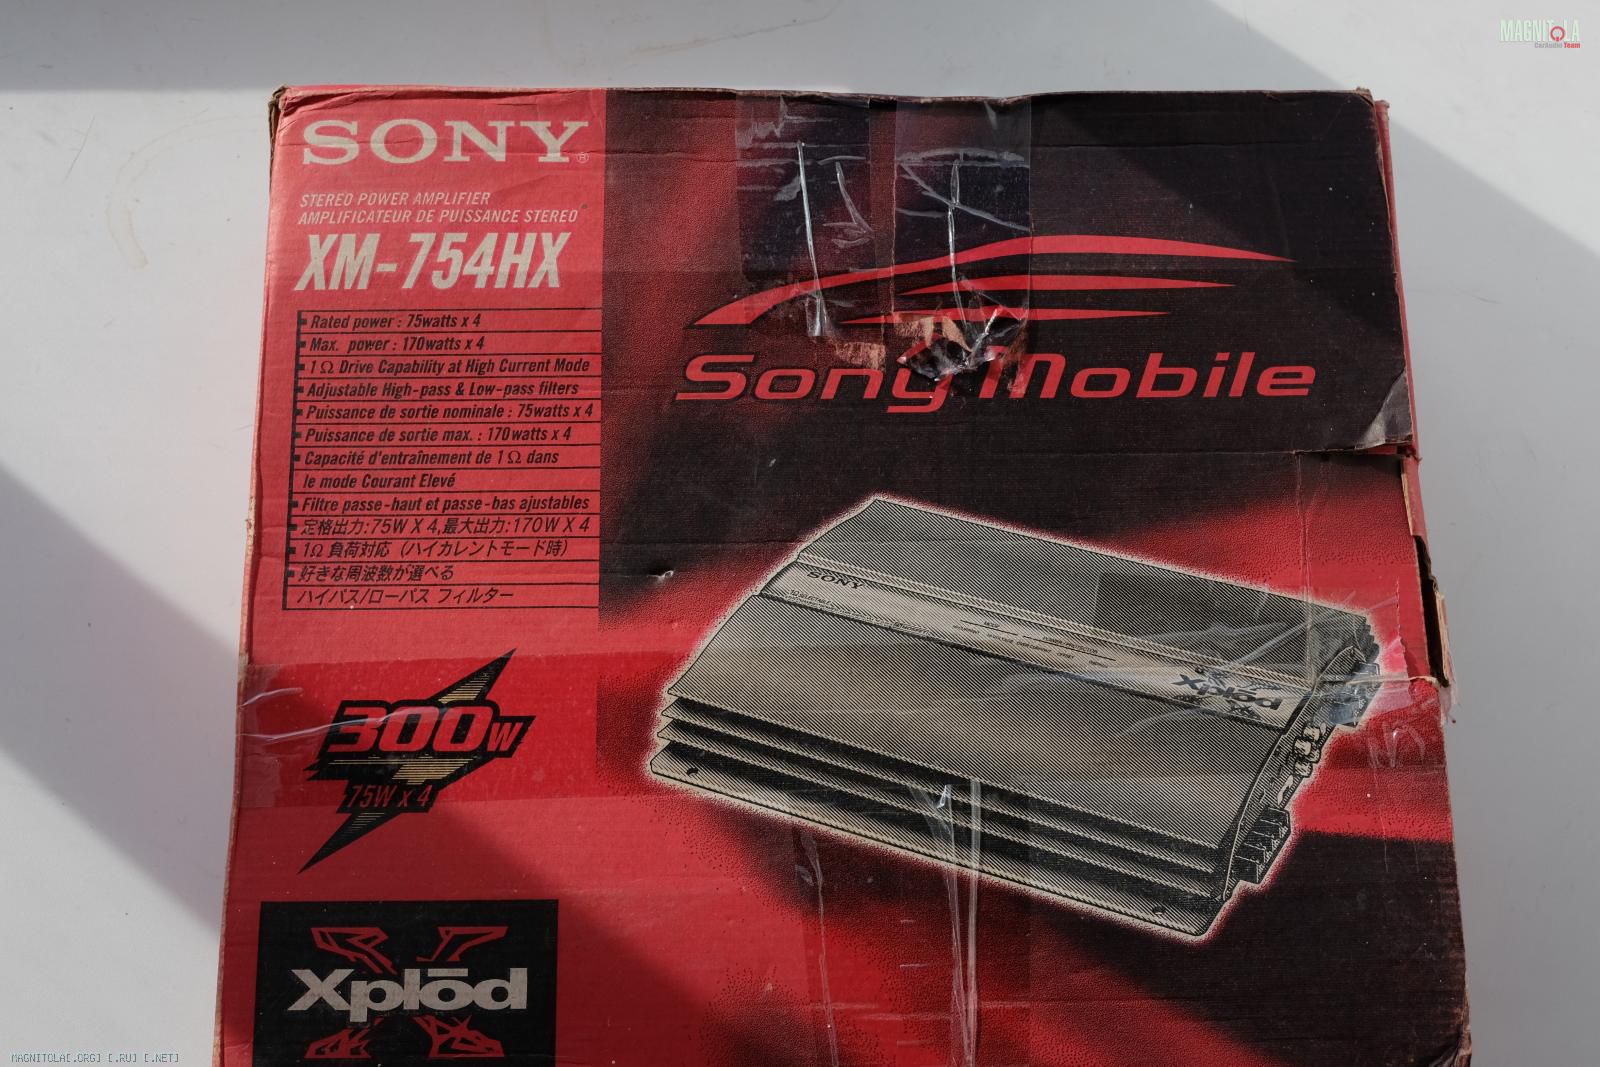 MAGNITOLA
CarAudio Team
SONY®
STEREO POWER AMPLIFIER
AMPLIFICATEUR DE PUISSANCE STEREO
XM-754HX
Rated power : 75watts x 4
Max. power : 170watts x 4
1Ω Drive Capability at High Current Mode
Adjustable High-pass & Low-pass filters
Puissance de sortie nominale : 75watts x 4
Puissance de sortie max. : 170watts x 4
Capacité d'entraînement de 1Ω dans
le mode Courant Elevé
Filtre passe-haut et passe-bas ajustables
定格出力:75W X 4,最大出力:170W X 4
1Ω 負荷対応 (ハイカレントモード時)
好きな周波数が選べる
ハイパス/ローパス フィルター
Sony Mobile
SONY
Xplōd
300W
75W x 4
Xplōd
MAGNITOLA[.ORG] [.RU] [.NET]